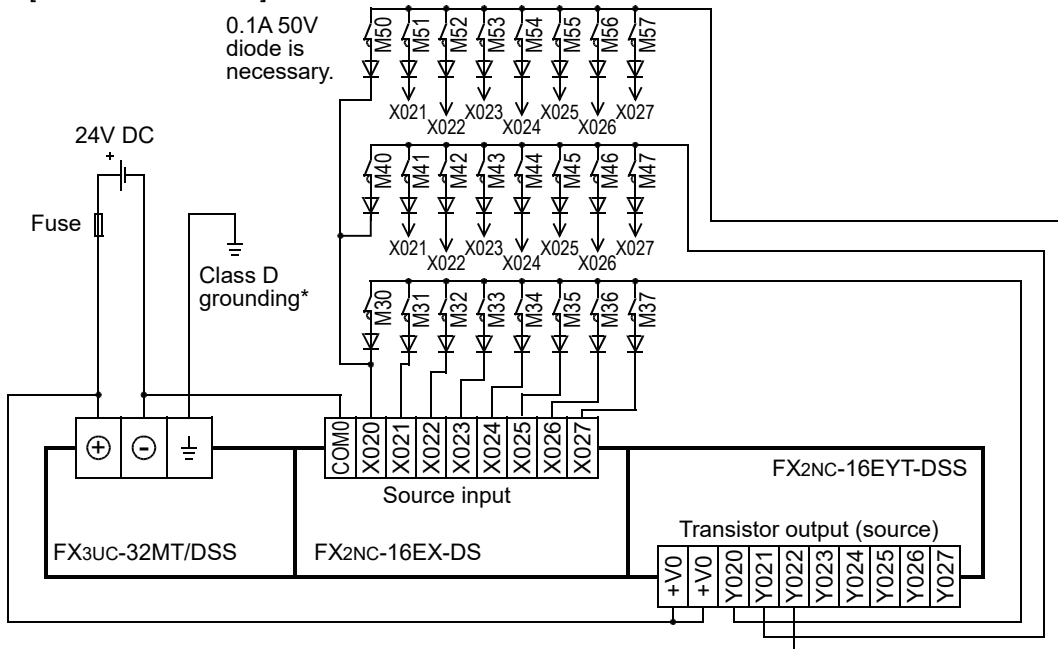 0.1A 50V
diode is
necessary.
M50 M51 M52 M53 M54 M55 M56 M57
X021 X022 X023 X024 X025 X026 X027
24V DC
+
M40 M41 M42 M43 M44 M45 M46 M47
Fuse
X021 X022 X023 X024 X025 X026 X027
Class D
grounding*
M30 M31 M32 M33 M34 M35 M36 M37
+ -
COM0 X020 X021 X022 X023 X024 X025 X026 X027
Source input
FX2NC-16EYT-DSS
FX3UC-32MT/DSS
FX2NC-16EX-DS
Transistor output (source)
+V0 +V0 Y020 Y021 Y022 Y023 Y024 Y025 Y026 Y027